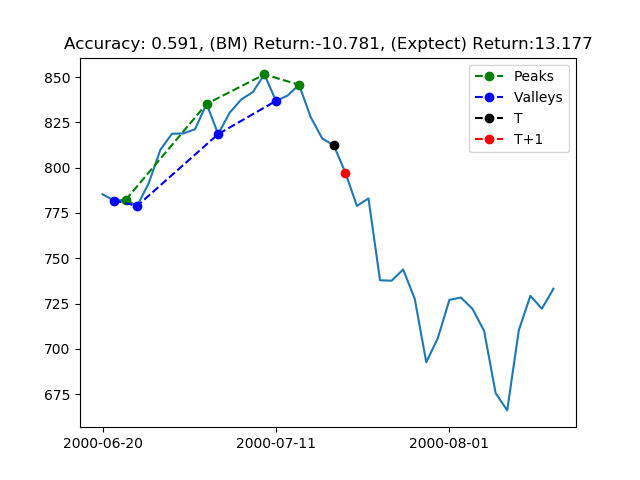 Accuracy: 0.591, (BM) Return:-10.781, (Exptect) Return:13.177
850
825
800
775
750
725
700
675
2000-06-20
2000-07-11
2000-08-01
Peaks
Valleys
T
T+1